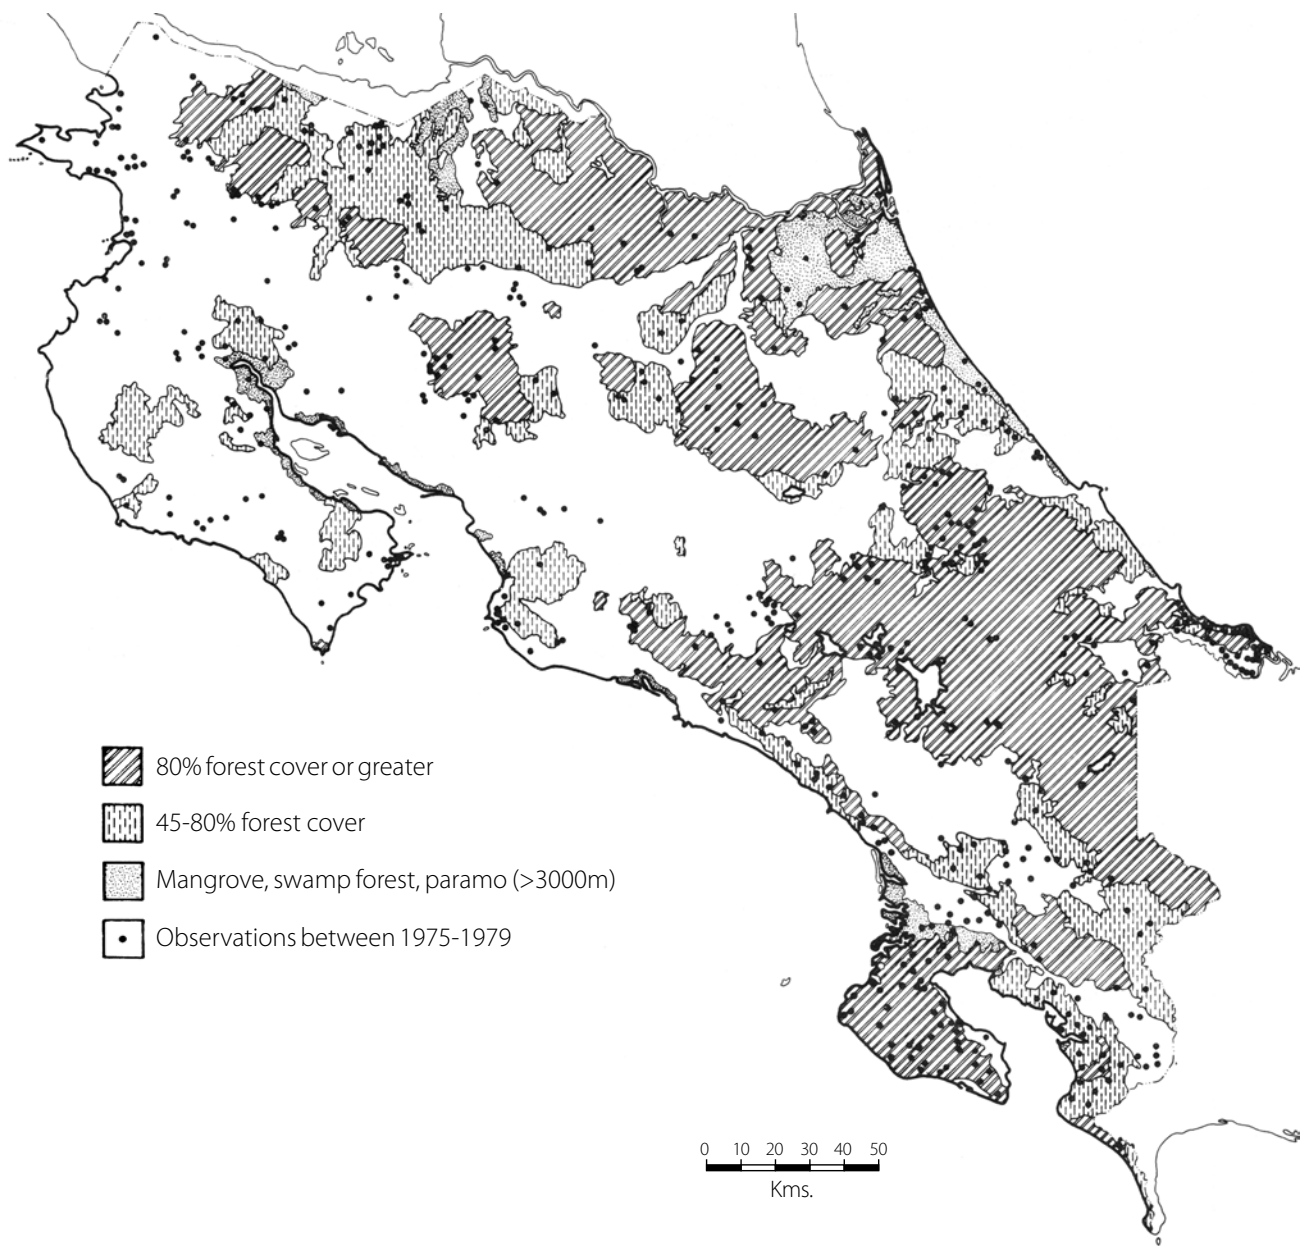 80% forest cover or greater
45-80% forest cover
Mangrove, swamp forest, paramo (>3000m)
Observations between 1975-1979
0 10 20 30 40 50
Kms.